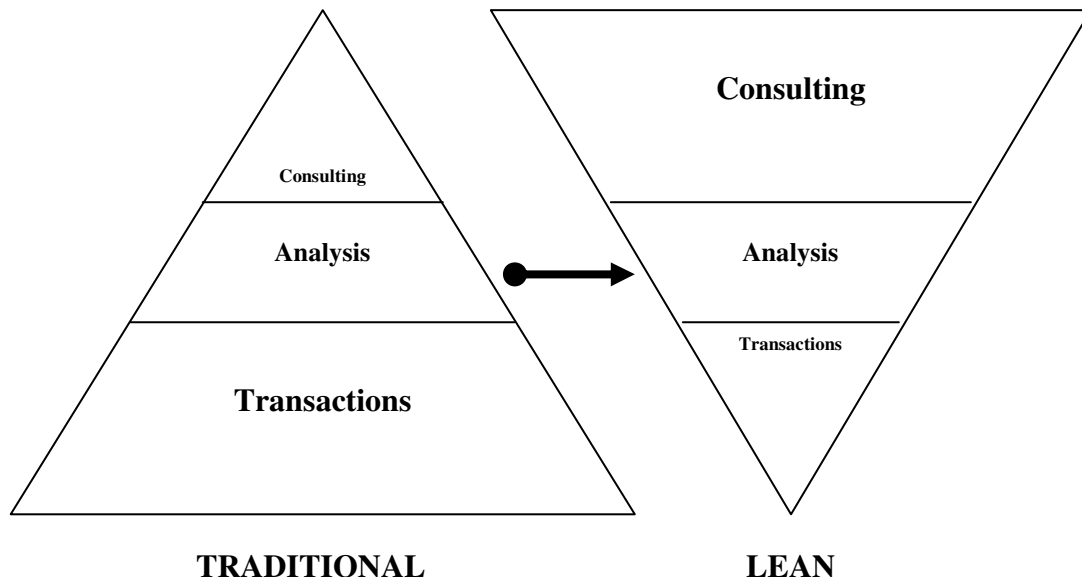 Consulting
Analysis
Transactions
TRADITIONAL
Consulting
Analysis
Transactions
LEAN